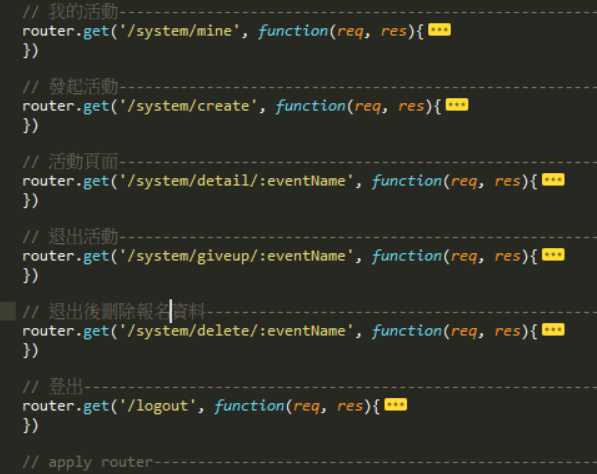 // 我的活動--------------------------------------------------------
router.get('/system/mine', function(req, res){ ...
})
// 發起活動--------------------------------------------------------
router.get('/system/create', function(req, res){ ...
})
// 活動頁面--------------------------------------------------------
router.get('/system/detail/:eventName', function(req, res){ ...
})
// 退出活動--------------------------------------------------------
router.get('/system/giveup/:eventName', function(req, res){ ...
})
// 退出後刪除報名資料----------------------------------------------
router.get('/system/delete/:eventName', function(req, res){ ...
})
// 登出------------------------------------------------------------
router.get('/logout', function(req, res){ ...
})
// apply router----------------------------------------------------